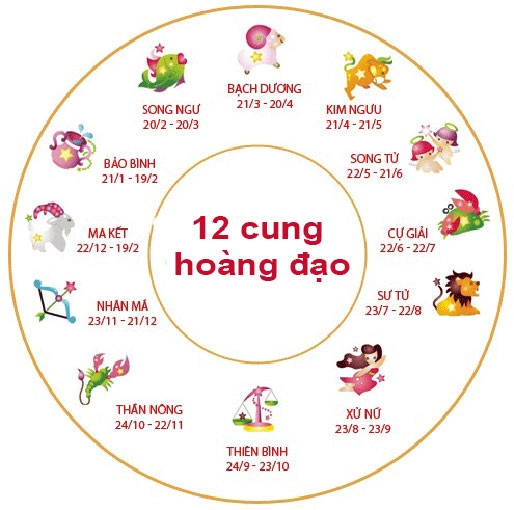 12 cung
hoàng đạo
BẠCH DƯƠNG
21/3 - 20/4
KIM NGƯU
21/4 - 21/5
SONG TỬ
22/5 - 21/6
CỰ GIẢI
22/6 - 22/7
SƯ TỬ
23/7 - 22/8
XỬ NỮ
23/8 - 23/9
THIÊN BÌNH
24/9 - 23/10
THẦN NÔNG
24/10 - 22/11
NHÂN MÃ
23/11 - 21/12
MA KẾT
22/12 - 19/2
BẢO BÌNH
21/1 - 19/2
SONG NGƯ
20/2 - 20/3